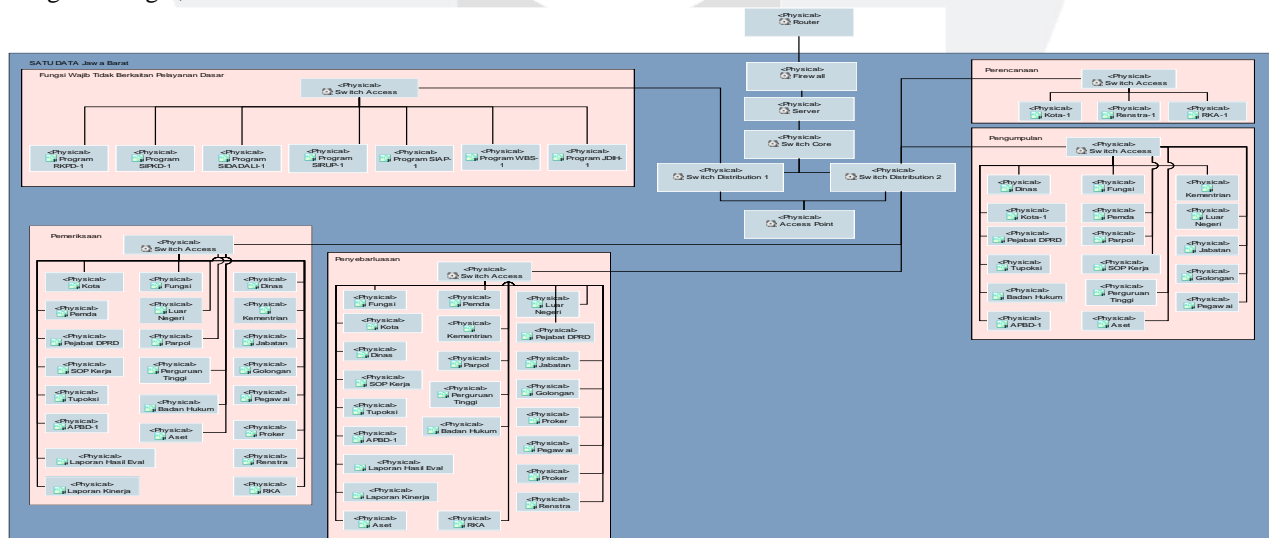 <Physical>
Router
SATU DATA Jawa Barat
Fungsi Wajib Tidak Berkaitan Pelayanan Dasar
<Physical>
Switch Access
<Physical>
Program
RKPD-1
<Physical>
Program
SIPKD-1
<Physical>
Program
SIDADALI-1
<Physical>
Program
SIRUP-1
<Physical>
Program SIAP-
1
<Physical>
Program WBS-
1
<Physical>
Program JDIH-
1
<Physical>
Firewall
<Physical>
Server
<Physical>
Switch Core
<Physical>
Switch Distribution 1
<Physical>
Switch Distribution 2
<Physical>
Access Point
Perencanaan
<Physical>
Switch Access
<Physical>
Kota-1
<Physical>
Renstra-1
<Physical>
RKA-1
Pengumpulan
<Physical>
Switch Access
<Physical>
Dinas
<Physical>
Fungsi
<Physical>
Kementrian
<Physical>
Kota-1
<Physical>
Pemda
<Physical>
Luar
Negeri
<Physical>
Pejabat DPRD
<Physical>
Parpol
<Physical>
Jabatan
<Physical>
Tupoksi
<Physical>
SOP Kerja
<Physical>
Golongan
<Physical>
Badan Hukum
<Physical>
Perguruan
Tinggi
<Physical>
Pegawai
<Physical>
APBD-1
<Physical>
Aset
Pemeriksaan
<Physical>
Switch Access
<Physical>
Kota
<Physical>
Fungsi
<Physical>
Dinas
<Physical>
Pemda
<Physical>
Luar
Negeri
<Physical>
Kementrian
<Physical>
Pejabat DPRD
<Physical>
Parpol
<Physical>
Jabatan
<Physical>
SOP Kerja
<Physical>
Perguruan
Tinggi
<Physical>
Golongan
<Physical>
Tupoksi
<Physical>
Badan Hukum
<Physical>
Pegawai
<Physical>
APBD-1
<Physical>
Aset
<Physical>
Proker
<Physical>
Laporan Hasil Eval
<Physical>
Renstra
<Physical>
Laporan Kinerja
<Physical>
RKA
Penyebarluasan
<Physical>
Switch Access
<Physical>
Fungsi
<Physical>
Pemda
<Physical>
Luar
Negeri
<Physical>
Kota
<Physical>
Kementrian
<Physical>
Pejabat DPRD
<Physical>
Dinas
<Physical>
Parpol
<Physical>
Jabatan
<Physical>
SOP Kerja
<Physical>
Perguruan
Tinggi
<Physical>
Golongan
<Physical>
Tupoksi
<Physical>
Badan Hukum
<Physical>
Proker
<Physical>
APBD-1
<Physical>
Pegawai
<Physical>
Laporan Hasil Eval
<Physical>
Proker
<Physical>
Laporan Kinerja
<Physical>
Renstra
<Physical>
Aset
<Physical>
RKA